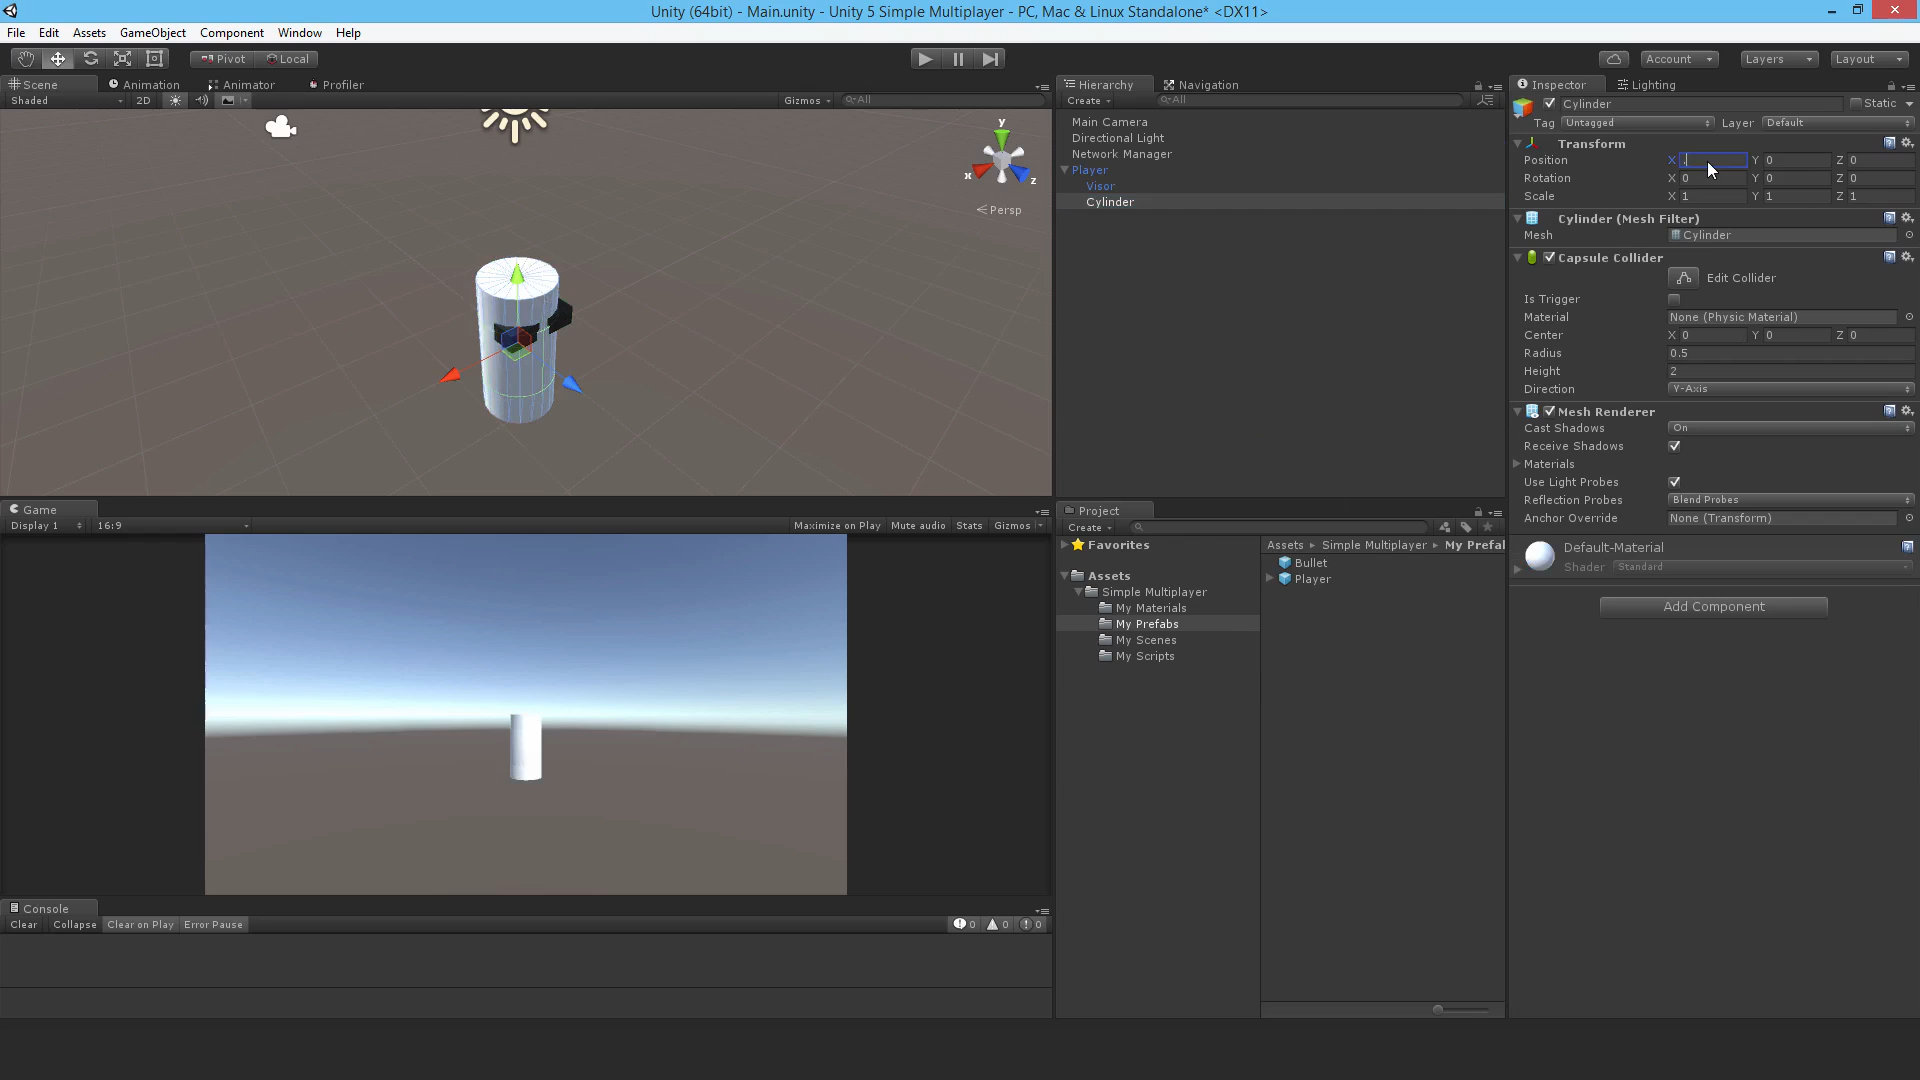 Unity (64bit) - Main.unity - Unity 5 Simple Multiplayer - PC, Mac & Linux Standalone* <DX11>
File Edit Assets GameObject Component Window Help
Pivot Local Account Layers Layout
Scene Animation Animator Profiler
Shaded 2D Gizmos All
y
x
z
Persp
Game
Display 1 16:9 Maximize on Play Mute audio Stats Gizmos
Console
Clear Collapse Clear on Play Error Pause 0 0 0
Hierarchy Navigation
Create All
Main Camera
Directional Light
Network Manager
Player
Visor
Cylinder
Project
Create
Favorites
Assets
Simple Multiplayer
My Materials
My Prefabs
My Scenes
My Scripts
Assets Simple Multiplayer My Prefal
Bullet
Player
Inspector Lighting
Cylinder Static
Tag Untagged Layer Default
Transform
Position X . Y 0 Z 0
Rotation X 0 Y 0 Z 0
Scale X 1 Y 1 Z 1
Cylinder (Mesh Filter)
Mesh Cylinder
Capsule Collider
Edit Collider
Is Trigger
Material None (Physic Material)
Center X 0 Y 0 Z 0
Radius 0.5
Height 2
Direction Y-Axis
Mesh Renderer
Cast Shadows On
Receive Shadows
Materials
Use Light Probes
Reflection Probes Blend Probes
Anchor Override None (Transform)
Default-Material
Shader Standard
Add Component